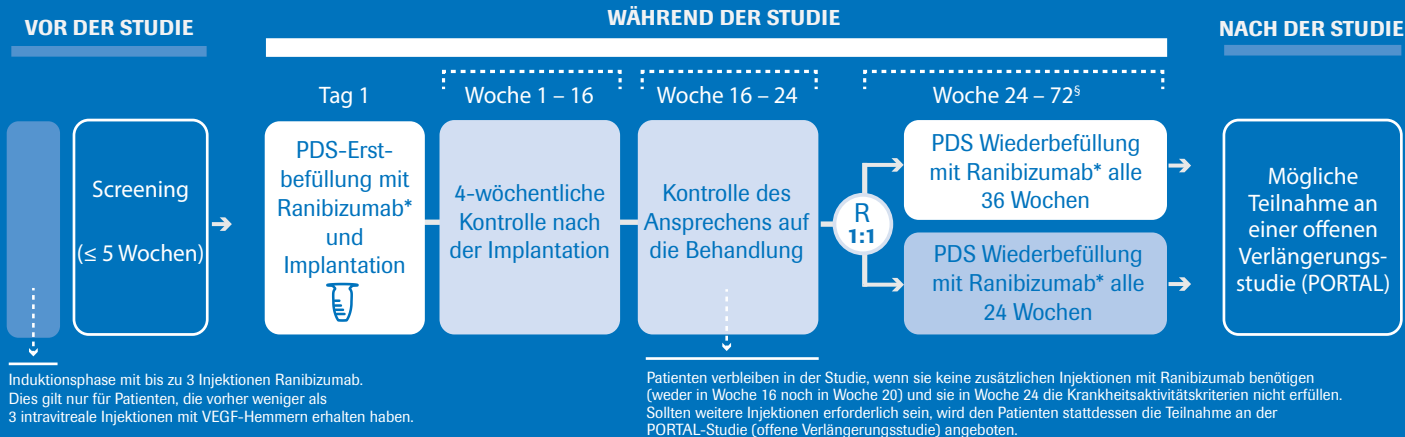 VOR DER STUDIE
WÄHREND DER STUDIE
NACH DER STUDIE
Tag 1
Woche 1 – 16
Woche 16 – 24
Woche 24 – 72§
Screening
(≤ 5 Wochen)
PDS-Erst-
befüllung mit
Ranibizumab*
und
Implantation
4-wöchentliche
Kontrolle nach
der Implantation
Kontrolle des
Ansprechens auf
die Behandlung
R
1:1
PDS Wiederbefüllung
mit Ranibizumab* alle
36 Wochen
PDS Wiederbefüllung
mit Ranibizumab* alle
24 Wochen
Mögliche
Teilnahme an
einer offenen
Verlängerungs-
studie (PORTAL)
Induktionsphase mit bis zu 3 Injektionen Ranibizumab.
Dies gilt nur für Patienten, die vorher weniger als
3 intravitreale Injektionen mit VEGF-Hemmern erhalten haben.
Patienten verbleiben in der Studie, wenn sie keine zusätzlichen Injektionen mit Ranibizumab benötigen
(weder in Woche 16 noch in Woche 20) und sie in Woche 24 die Krankheitsaktivitätskriterien nicht erfüllen.
Sollten weitere Injektionen erforderlich sein, wird den Patienten stattdessen die Teilnahme an der
PORTAL-Studie (offene Verlängerungsstudie) angeboten.